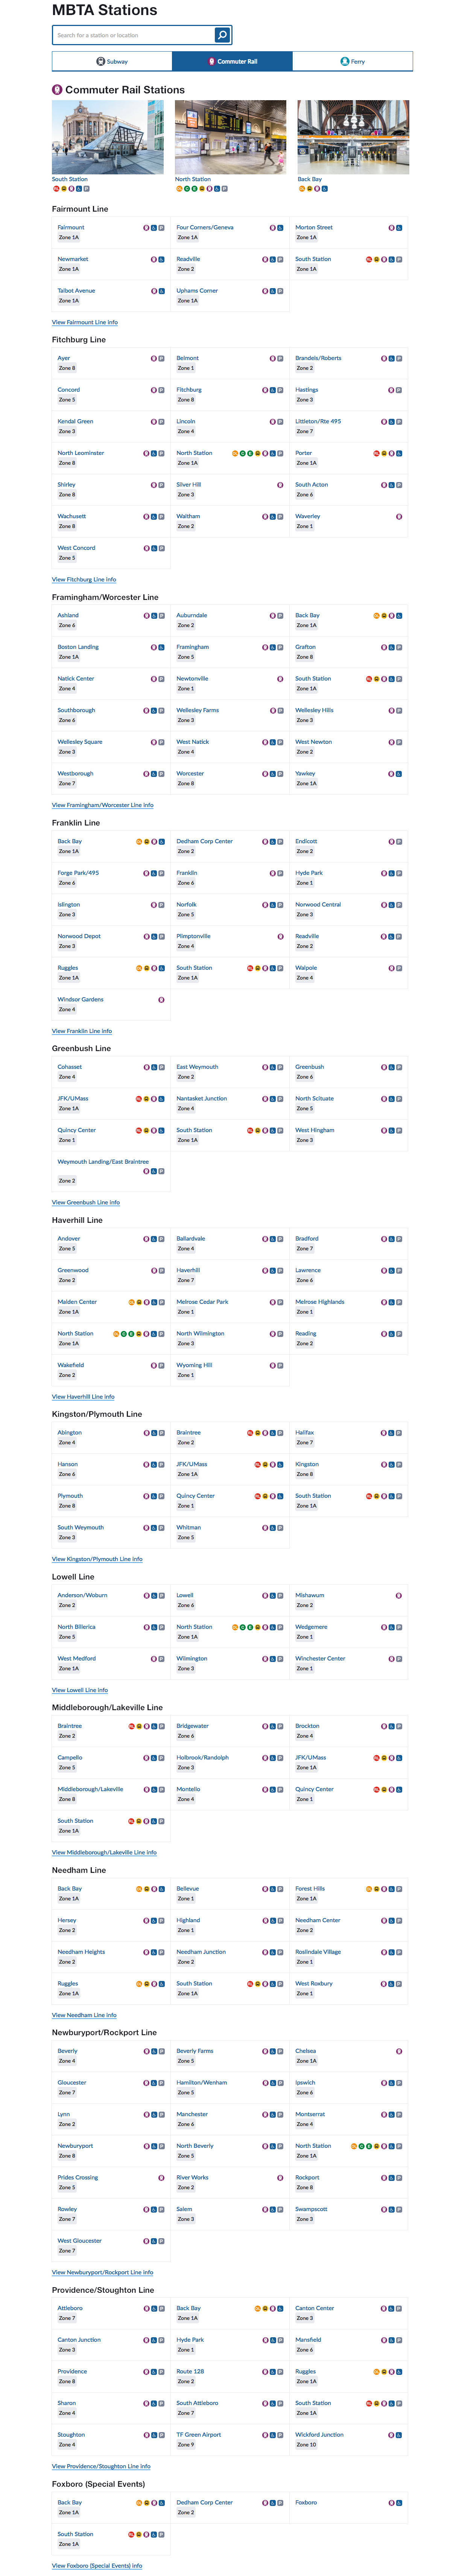 MBTA Stations
Search for a station or location
Subway Commuter Rail Ferry
Commuter Rail Stations
South Station North Station Back Bay
Fairmount Line
Fairmount Four Corners/Geneva Morton Street
Zone 1A Zone 1A Zone 1A
Newmarket Readville South Station
Zone 1A Zone 2 Zone 1A
Talbot Avenue Uphams Corner
Zone 1A Zone 1A
View Fairmount Line info
Fitchburg Line
Ayer Belmont Brandeis/Roberts
Zone 8 Zone 1 Zone 2
Concord Fitchburg Hastings
Zone 5 Zone 8 Zone 3
Kendal Green Lincoln Littleton/Rte 495
Zone 3 Zone 4 Zone 7
North Leominster North Station Porter
Zone 8 Zone 1A Zone 1A
Shirley Silver Hill South Acton
Zone 8 Zone 3 Zone 6
Wachusett Waltham Waverley
Zone 8 Zone 2 Zone 1
West Concord
Zone 5
View Fitchburg Line info
Framingham/Worcester Line
Ashland Auburndale Back Bay
Zone 6 Zone 2 Zone 1A
Boston Landing Framingham Grafton
Zone 1A Zone 5 Zone 8
Natick Center Newtonville South Station
Zone 4 Zone 1 Zone 1A
Southborough Wellesley Farms Wellesley Hills
Zone 6 Zone 3 Zone 3
Wellesley Square West Natick West Newton
Zone 3 Zone 4 Zone 2
Westborough Worcester Yawkey
Zone 7 Zone 8 Zone 1A
View Framingham/Worcester Line info
Franklin Line
Back Bay Dedham Corp Center Endicott
Zone 1A Zone 2 Zone 2
Forge Park/495 Franklin Hyde Park
Zone 6 Zone 6 Zone 1
Islington Norfolk Norwood Central
Zone 3 Zone 5 Zone 3
Norwood Depot Plimptonville Readville
Zone 3 Zone 4 Zone 2
Ruggles South Station Walpole
Zone 1A Zone 1A Zone 4
Windsor Gardens
Zone 4
View Franklin Line info
Greenbush Line
Cohasset East Weymouth Greenbush
Zone 4 Zone 2 Zone 6
JFK/UMass Nantasket Junction North Scituate
Zone 1A Zone 4 Zone 5
Quincy Center South Station West Hingham
Zone 1 Zone 1A Zone 3
Weymouth Landing/East Braintree
Zone 2
View Greenbush Line info
Haverhill Line
Andover Ballardvale Bradford
Zone 5 Zone 4 Zone 7
Greenwood Haverhill Lawrence
Zone 2 Zone 7 Zone 6
Malden Center Melrose Cedar Park Melrose Highlands
Zone 1A Zone 1 Zone 1
North Station North Wilmington Reading
Zone 1A Zone 3 Zone 2
Wakefield Wyoming Hill
Zone 2 Zone 1
View Haverhill Line info
Kingston/Plymouth Line
Abington Braintree Halifax
Zone 4 Zone 2 Zone 7
Hanson JFK/UMass Kingston
Zone 6 Zone 1A Zone 8
Plymouth Quincy Center South Station
Zone 8 Zone 1 Zone 1A
South Weymouth Whitman
Zone 3 Zone 5
View Kingston/Plymouth Line info
Lowell Line
Anderson/Woburn Lowell Mishawum
Zone 2 Zone 6 Zone 2
North Billerica North Station Wedgemere
Zone 5 Zone 1A Zone 1
West Medford Wilmington Winchester Center
Zone 1A Zone 3 Zone 1
View Lowell Line info
Middleborough/Lakeville Line
Braintree Bridgewater Brockton
Zone 2 Zone 6 Zone 4
Campello Holbrook/Randolph JFK/UMass
Zone 5 Zone 3 Zone 1A
Middleborough/Lakeville Montello Quincy Center
Zone 8 Zone 4 Zone 1
South Station
Zone 1A
View Middleborough/Lakeville Line info
Needham Line
Back Bay Bellevue Forest Hills
Zone 1A Zone 1 Zone 1A
Hersey Highland Needham Center
Zone 2 Zone 1 Zone 2
Needham Heights Needham Junction Roslindale Village
Zone 2 Zone 2 Zone 1
Ruggles South Station West Roxbury
Zone 1A Zone 1A Zone 1
View Needham Line info
Newburyport/Rockport Line
Beverly Beverly Farms Chelsea
Zone 4 Zone 5 Zone 1A
Gloucester Hamilton/Wenham Ipswich
Zone 7 Zone 5 Zone 6
Lynn Manchester Montserrat
Zone 2 Zone 6 Zone 4
Newburyport North Beverly North Station
Zone 8 Zone 5 Zone 1A
Prides Crossing River Works Rockport
Zone 5 Zone 2 Zone 8
Rowley Salem Swampscott
Zone 7 Zone 3 Zone 3
West Gloucester
Zone 7
View Newburyport/Rockport Line info
Providence/Stoughton Line
Attleboro Back Bay Canton Center
Zone 7 Zone 1A Zone 3
Canton Junction Hyde Park Mansfield
Zone 3 Zone 1 Zone 6
Providence Route 128 Ruggles
Zone 8 Zone 2 Zone 1A
Sharon South Attleboro South Station
Zone 4 Zone 7 Zone 1A
Stoughton TF Green Airport Wickford Junction
Zone 4 Zone 9 Zone 10
View Providence/Stoughton Line info
Foxboro (Special Events)
Back Bay Dedham Corp Center Foxboro
Zone 1A Zone 2
South Station
Zone 1A
View Foxboro (Special Events) info